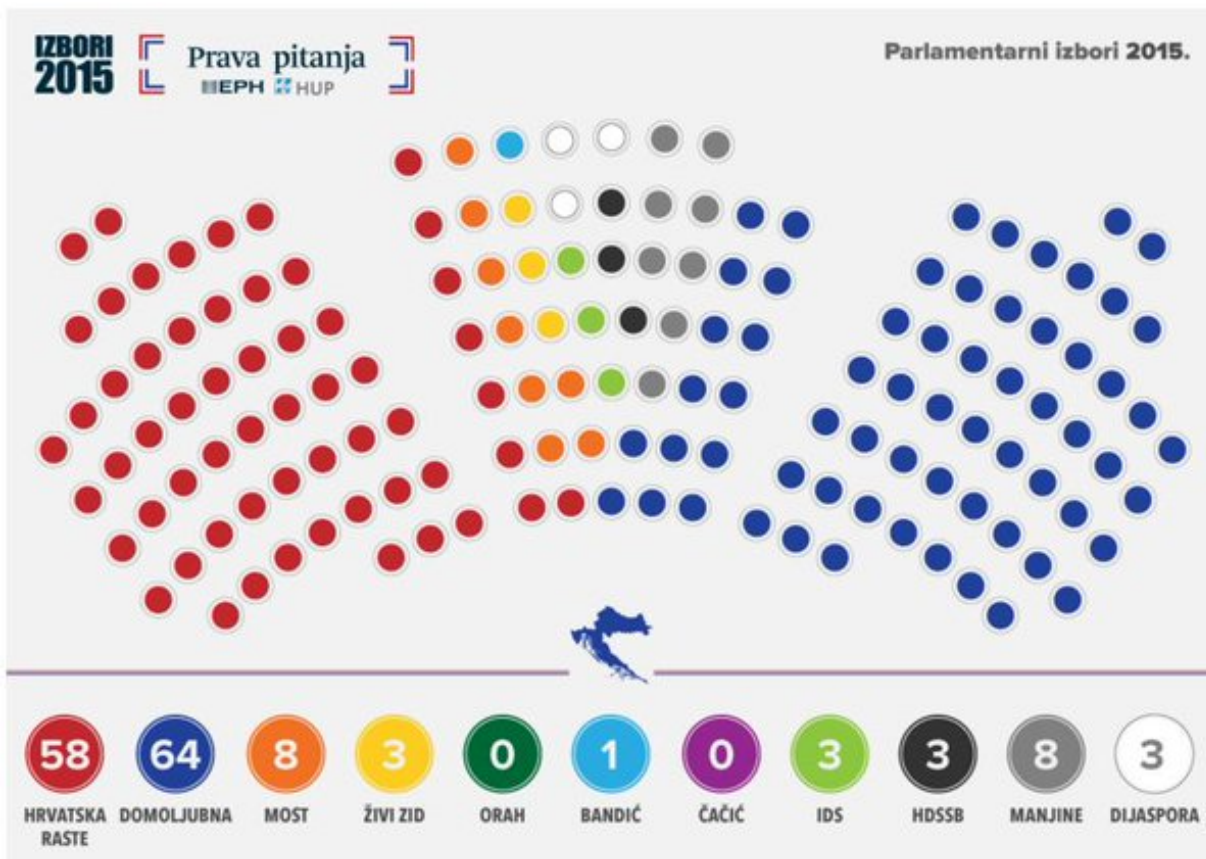 IZBORI
2015
Prava pitanja
EPH HUP
Parlamentarni izbori 2015.
58 64 8 3 0 1 0 3 3 8 3
HRVATSKA RASTE DOMOLJUBNA MOST ŽIVI ZID ORAH BANDIĆ ČAČIĆ IDS HDSSB MANJINE DIJASPORA